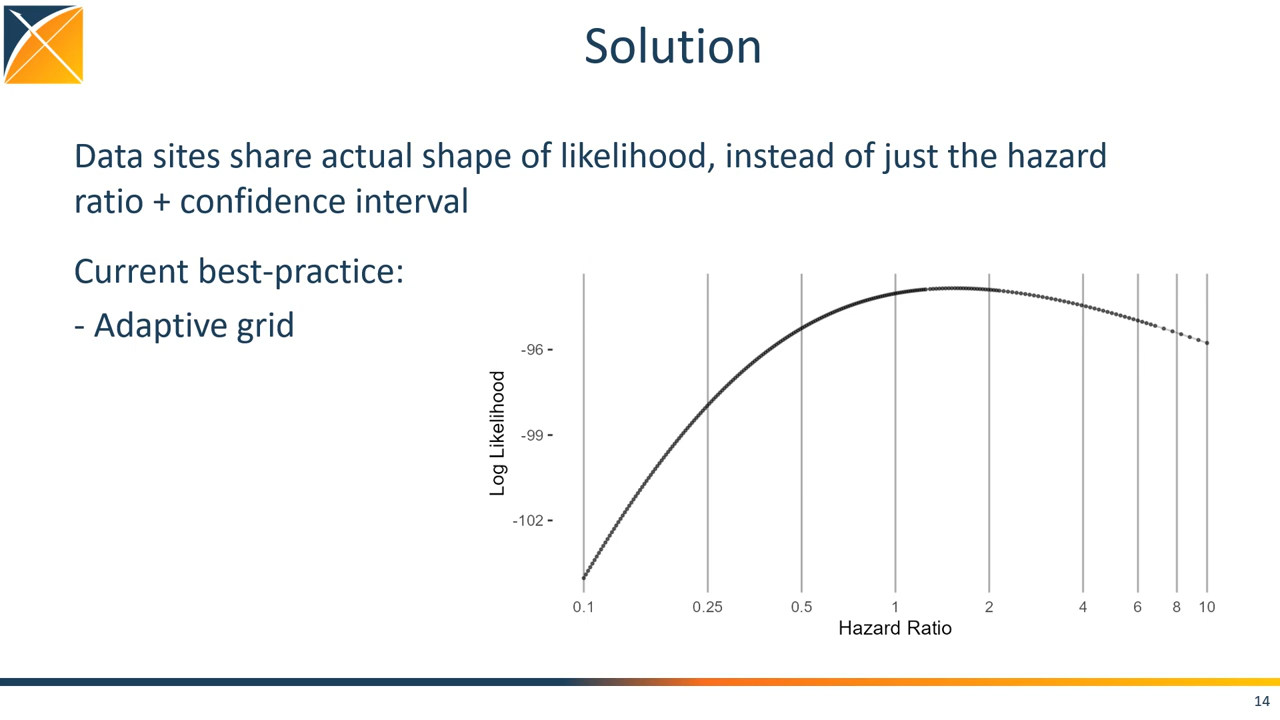 Solution
Data sites share actual shape of likelihood, instead of just the hazard
ratio + confidence interval
Current best-practice:
- Adaptive grid
-96
-99
-102
Log Likelihood
0.1 0.25 0.5 1 2 4 6 8 10
Hazard Ratio
14